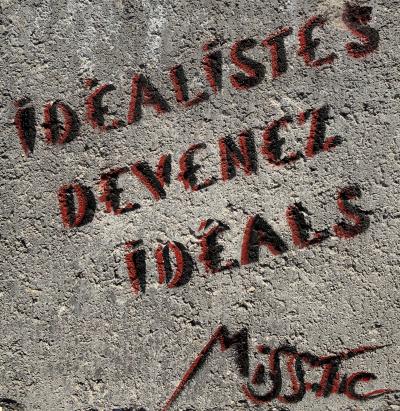 iDÉALiSTES
DEVENEZ
iDÉALS
Miss.Tic